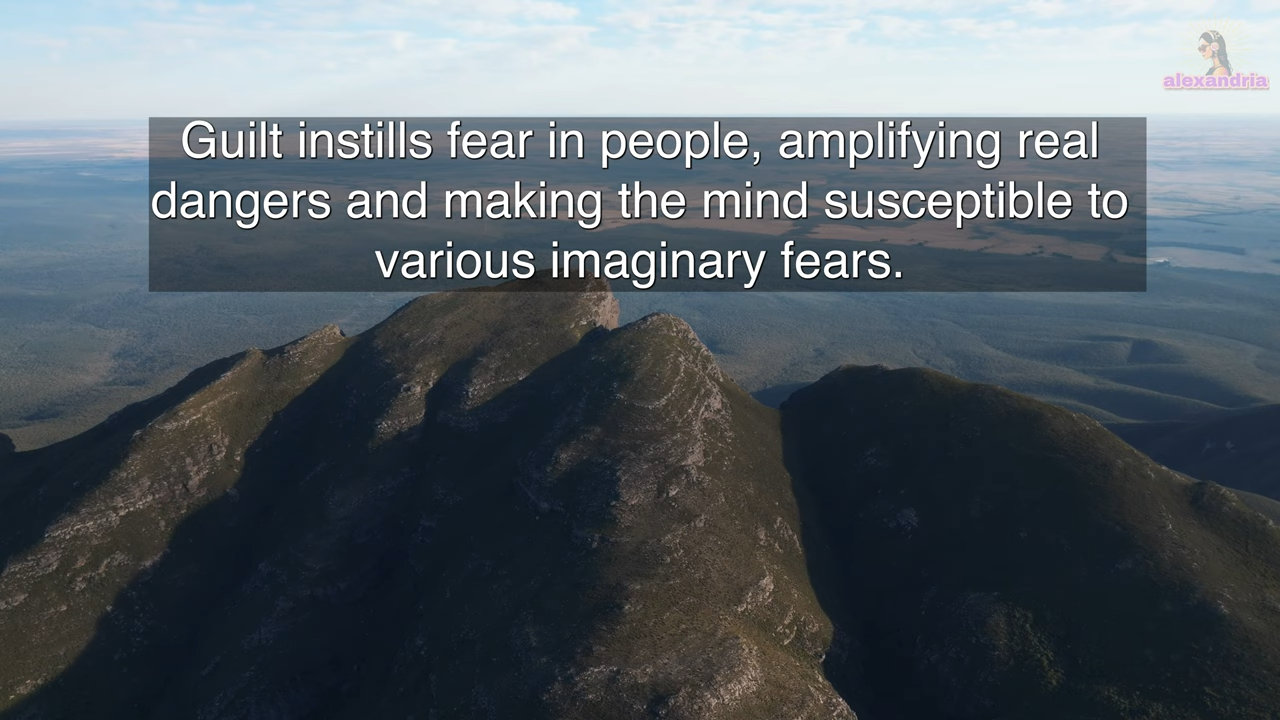 alexandria
Guilt instills fear in people, amplifying real
dangers and making the mind susceptible to
various imaginary fears.